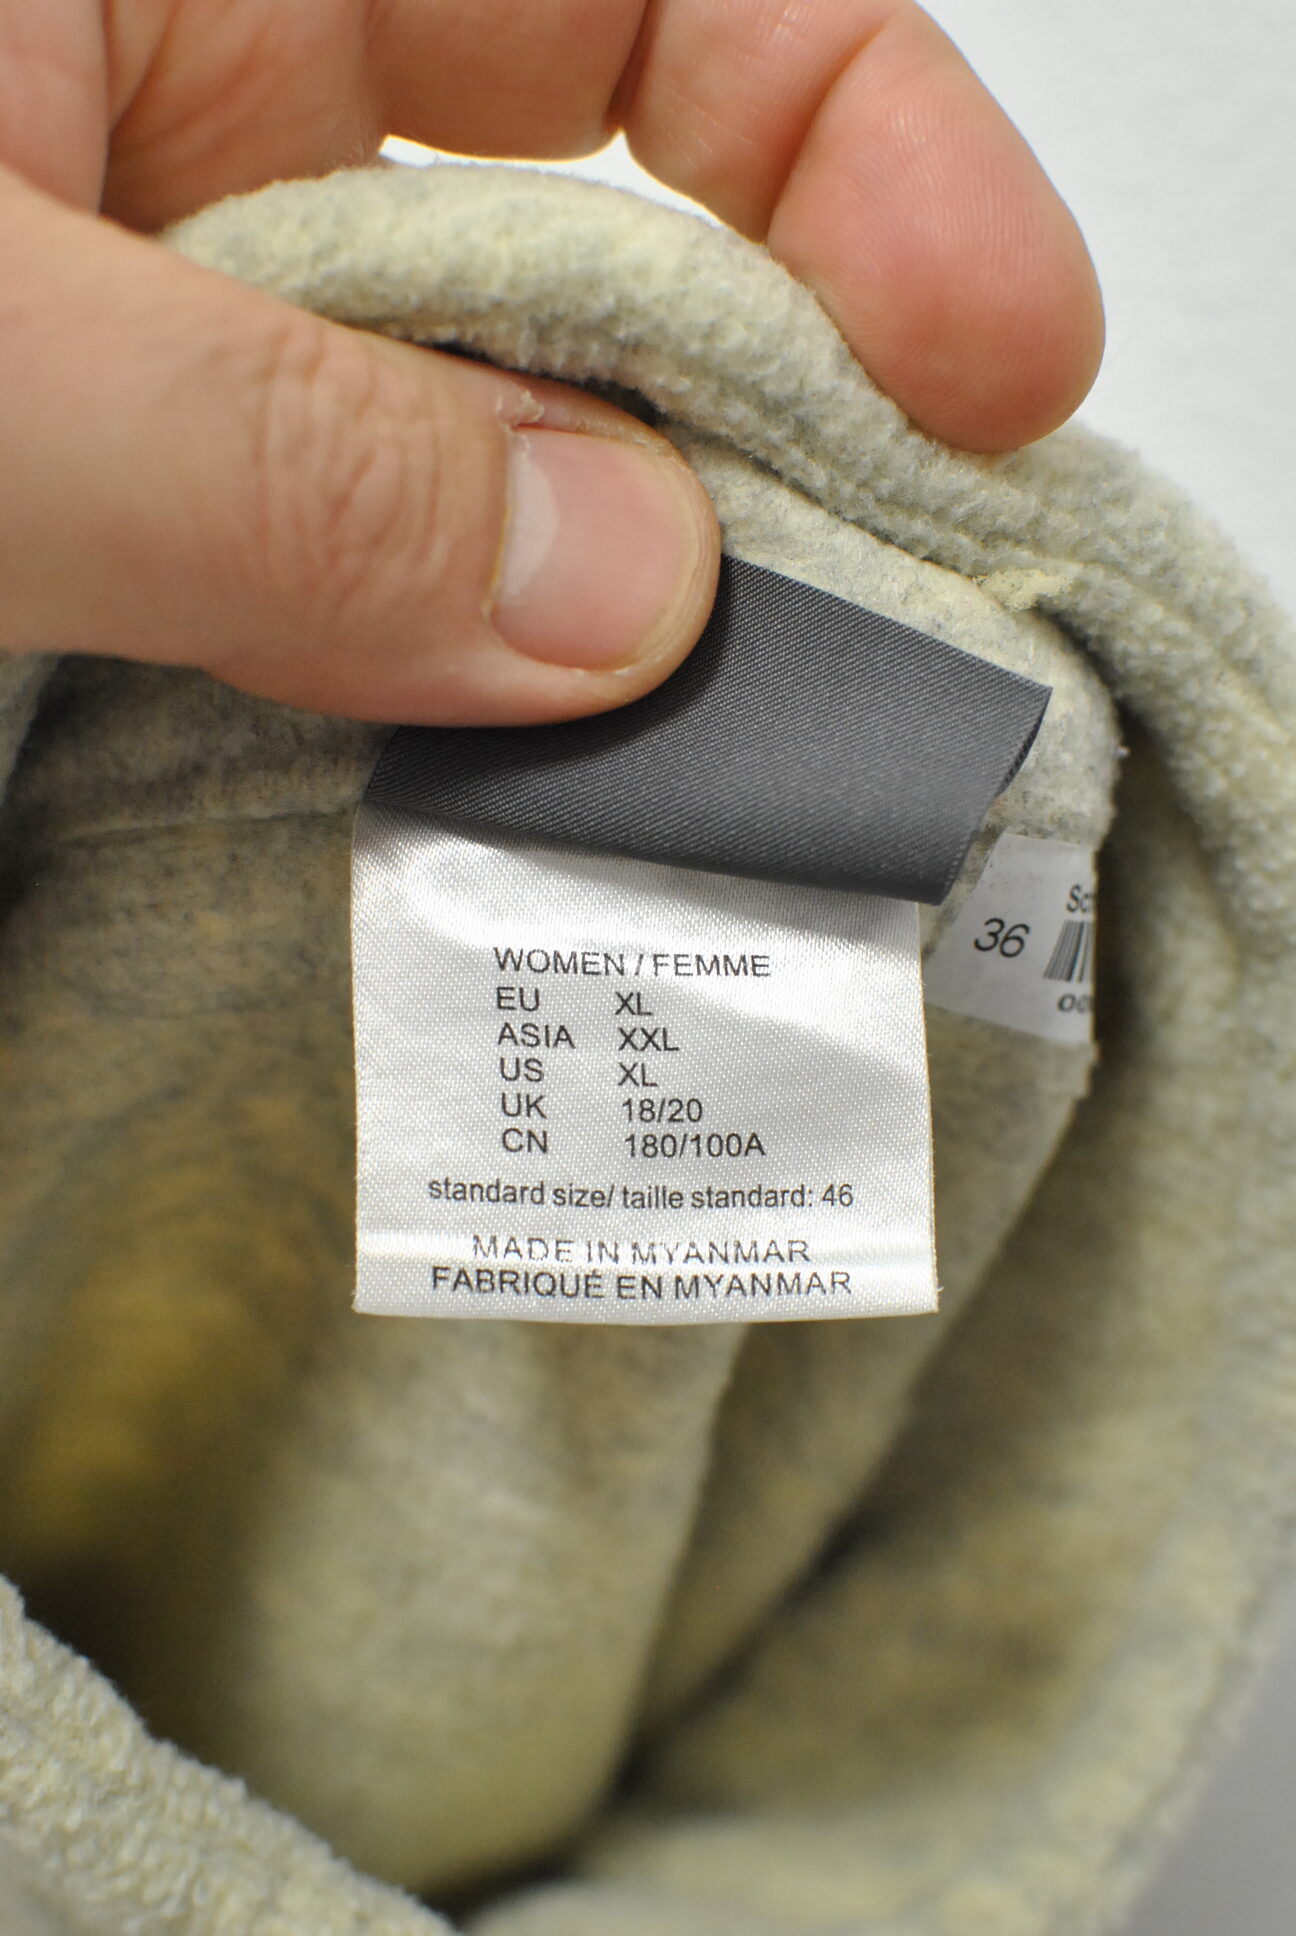 WOMEN / FEMME
EU XL
ASIA XXL
US XL
UK 18/20
CN 180/100A
standard size/ taille standard: 46
MADE IN MYANMAR
FABRIQUÉ EN MYANMAR
36